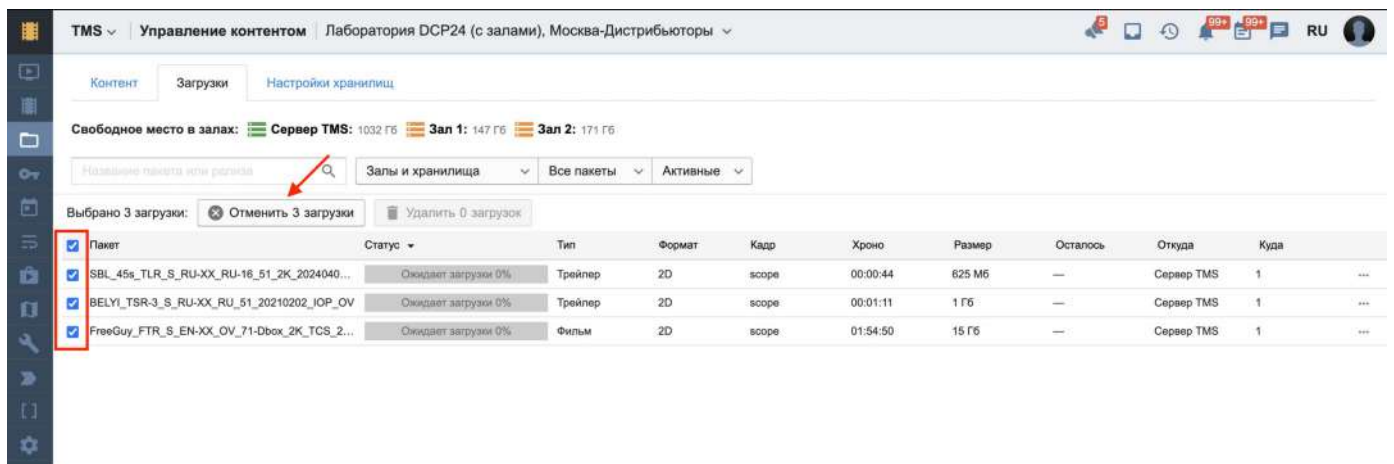 TMS Управление контентом Лаборатория DCP24 (с залами), Москва-Дистрибьюторы 5 99+ 99+ RU
Контент Загрузки Настройки хранилищ
Свободное место в залах: Сервер TMS: 1032 Гб Зал 1: 147 Гб Зал 2: 171 Гб
Название пакета или релиза Залы и хранилища Все пакеты Активные
Выбрано 3 загрузки: Отменить 3 загрузки Удалить 0 загрузок
Пакет Статус Тип Формат Кадр Хроно Размер Осталось Откуда Куда
SBL_45s_TLR_S_RU-XX_RU-16_51_2K_2024040... Ожидает загрузки 0% Трейлер 2D scope 00:00:44 625 Мб — Сервер TMS 1 ...
BELYI_TSR-3_S_RU-XX_RU_51_20210202_IOP_OV Ожидает загрузки 0% Трейлер 2D scope 00:01:11 1 Гб — Сервер TMS 1 ...
FreeGuy_FTR_S_EN-XX_OV_71-Dbox_2K_TCS_2... Ожидает загрузки 0% Фильм 2D scope 01:54:50 15 Гб — Сервер TMS 1 ...